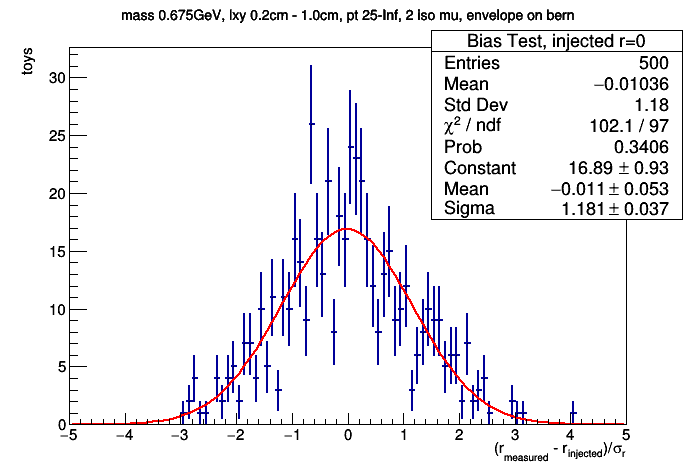 mass 0.675GeV, lxy 0.2cm - 1.0cm, pt 25-Inf, 2 Iso mu, envelope on bern
Bias Test, injected r=0
Entries 500
Mean −0.01036
Std Dev 1.18
χ² / ndf 102.1 / 97
Prob 0.3406
Constant 16.89 ± 0.93
Mean −0.011 ± 0.053
Sigma 1.181 ± 0.037
toys
30
25
20
15
10
5
0
−5 −4 −3 −2 −1 0 1 2 3 4 5
(r_measured - r_injected)/σ_r